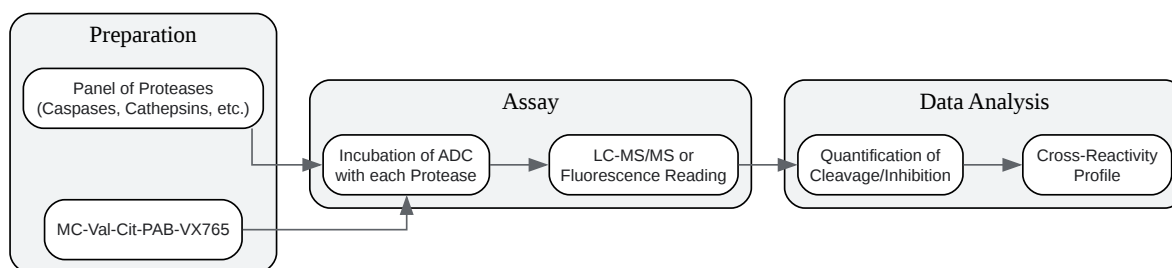 Preparation
Panel of Proteases
(Caspases, Cathepsins, etc.)
MC-Val-Cit-PAB-VX765
Assay
Incubation of ADC
with each Protease
LC-MS/MS or
Fluorescence Reading
Data Analysis
Quantification of
Cleavage/Inhibition
Cross-Reactivity
Profile